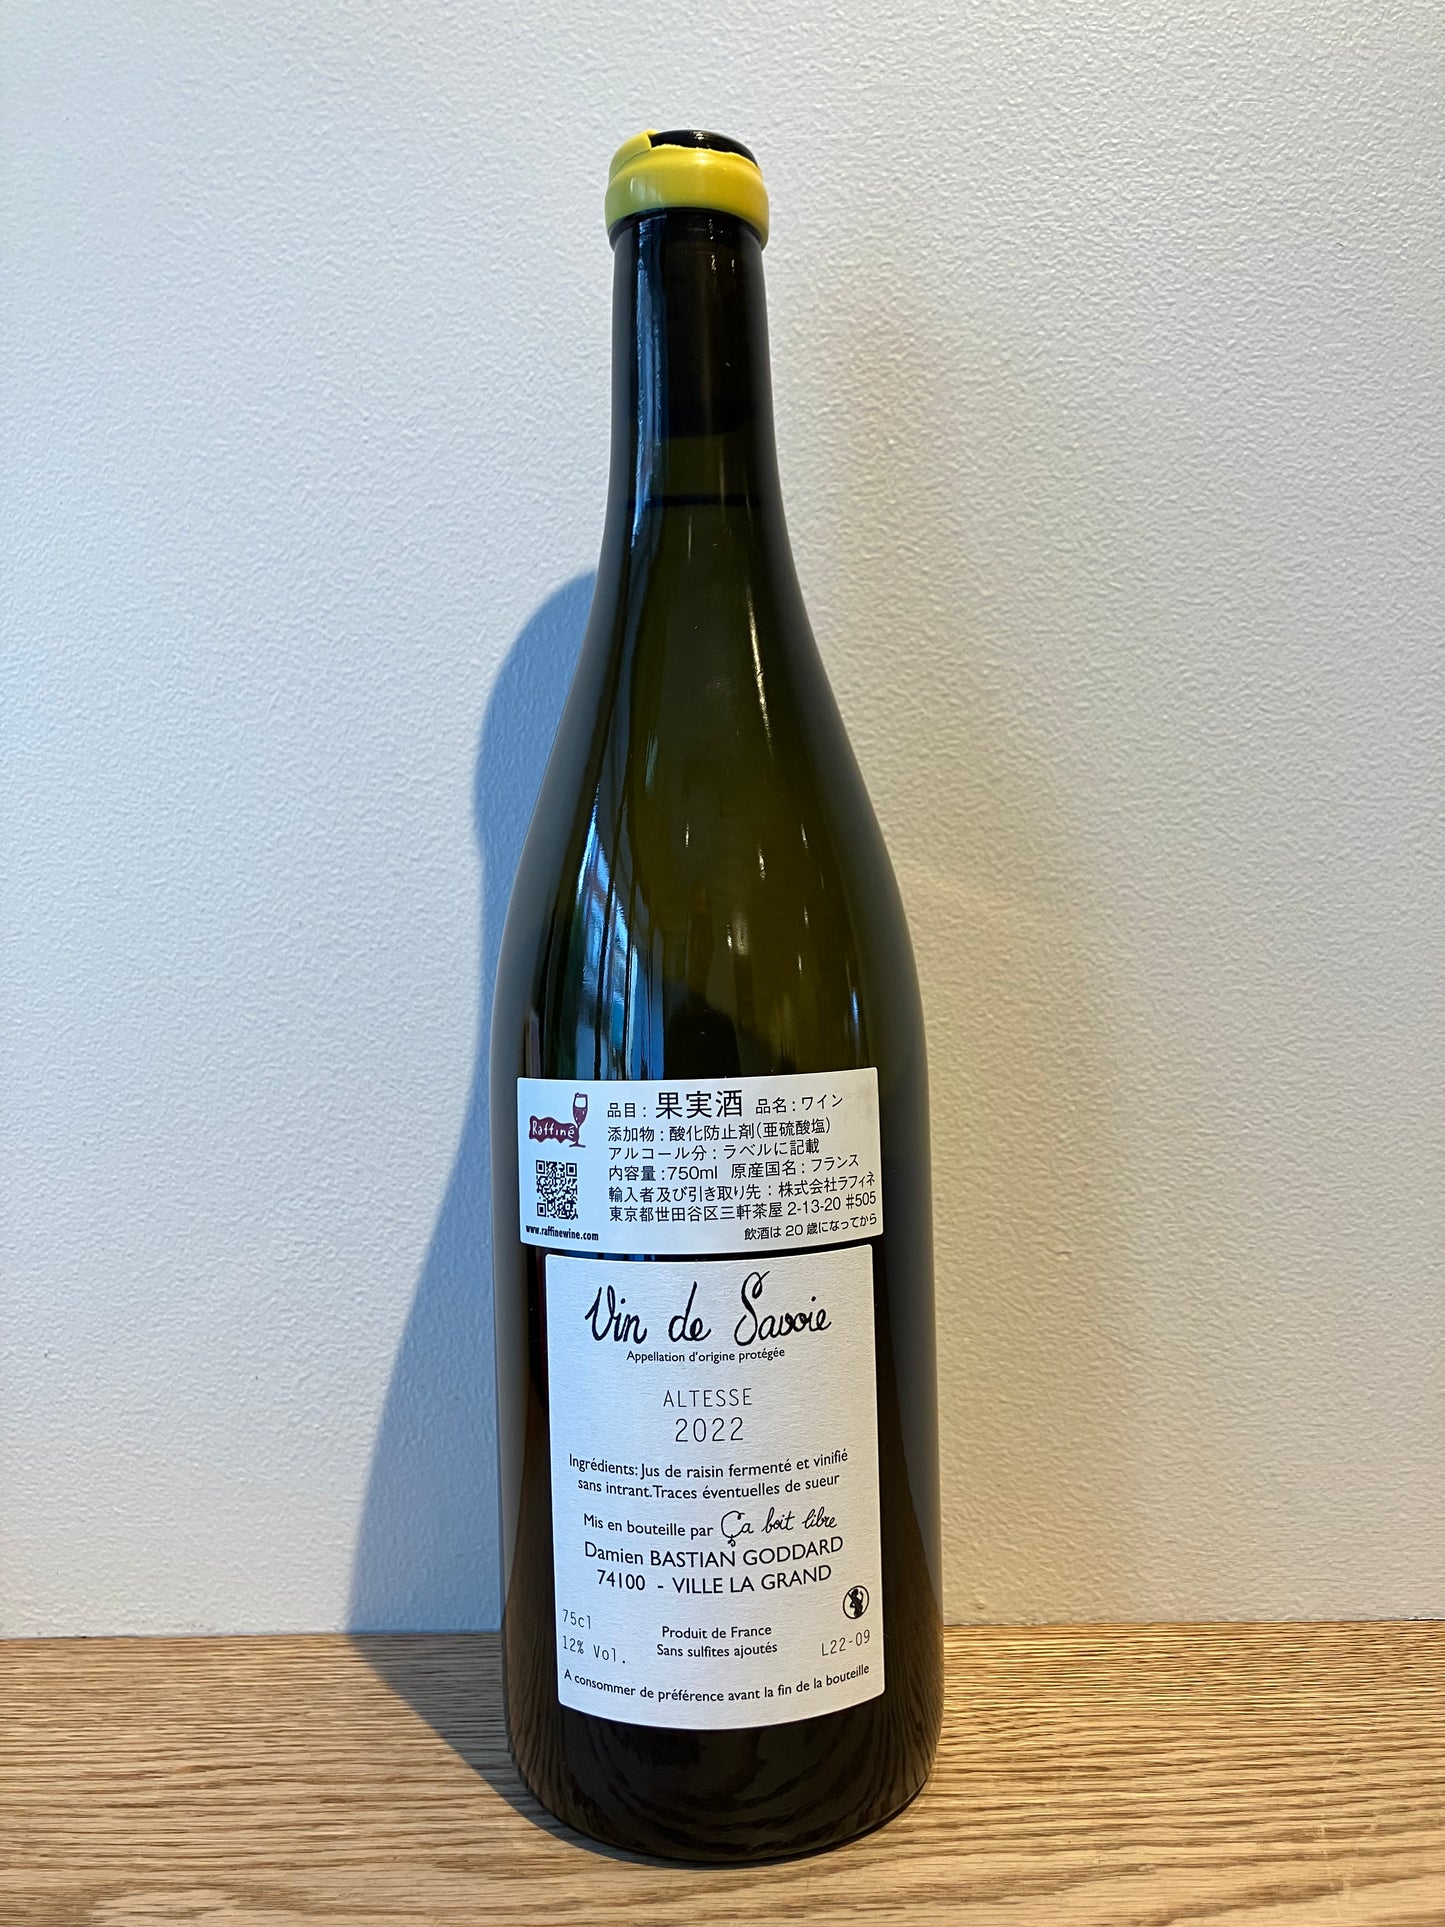 Raffiné
品目 : 果実酒 品名 : ワイン
添加物 : 酸化防止剤(亜硫酸塩)
アルコール分 : ラベルに記載
内容量 :750ml 原産国名 : フランス
輸入者及び引き取り先 : 株式会社ラフィネ
東京都世田谷区三軒茶屋 2-13-20 #505
www.raffinewine.com
飲酒は 20 歳になってから
Vin de Savoie
Appellation d'origine protégée
ALTESSE
2022
Ingrédients: Jus de raisin fermenté et vinifié
sans intrant. Traces éventuelles de sueur
Mis en bouteille par Ça boit libre
Damien BASTIAN GODDARD
74100 - VILLE LA GRAND
75cl
12% Vol.
Produit de France
Sans sulfites ajoutés
L22-09
A consommer de préférence avant la fin de la bouteille